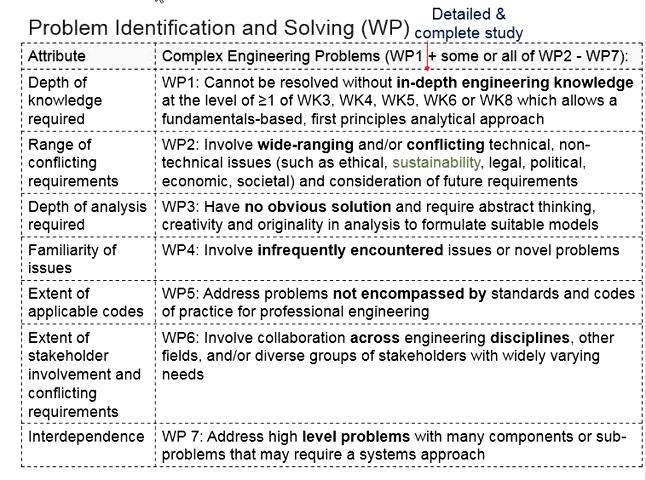 Problem Identification and Solving (WP)
Detailed &
complete study
Attribute
Complex Engineering Problems (WP1 + some or all of WP2 - WP7):
Depth of
knowledge
required
WP1: Cannot be resolved without in-depth engineering knowledge
at the level of ≥1 of WK3, WK4, WK5, WK6 or WK8 which allows a
fundamentals-based, first principles analytical approach
Range of
conflicting
requirements
WP2: Involve wide-ranging and/or conflicting technical, non-
technical issues (such as ethical, sustainability, legal, political,
economic, societal) and consideration of future requirements
Depth of analysis
required
WP3: Have no obvious solution and require abstract thinking,
creativity and originality in analysis to formulate suitable models
Familiarity of
issues
WP4: Involve infrequently encountered issues or novel problems
Extent of
applicable codes
WP5: Address problems not encompassed by standards and codes
of practice for professional engineering
Extent of
stakeholder
involvement and
conflicting
requirements
WP6: Involve collaboration across engineering disciplines, other
fields, and/or diverse groups of stakeholders with widely varying
needs
Interdependence
WP 7: Address high level problems with many components or sub-
problems that may require a systems approach